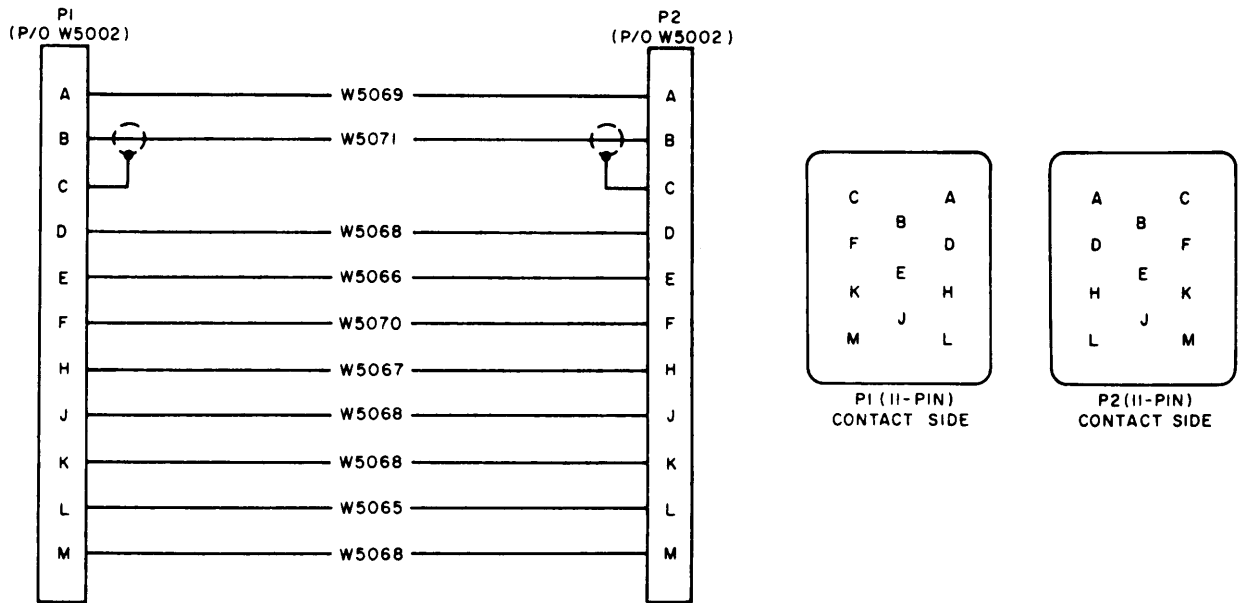 P1
(P/O W5002)
P2
(P/O W5002)
A W5069 A
B W5071 B
C C
D W5068 D
E W5066 E
F W5070 F
H W5067 H
J W5068 J
K W5068 K
L W5065 L
M W5068 M
C A
B
F D
E
K H
J
M L
P1 (11-PIN)
CONTACT SIDE
A C
B
D F
E
H K
J
L M
P2 (11-PIN)
CONTACT SIDE